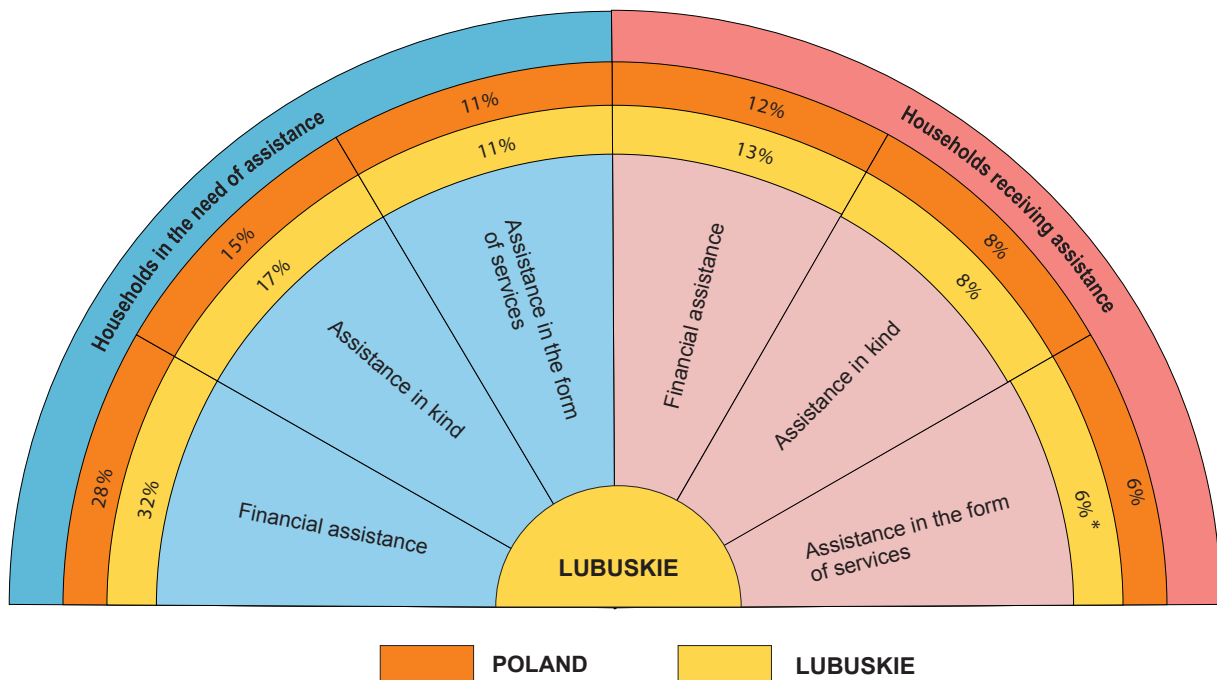 Households in the need of assistance
Households receiving assistance
28%
15%
11%
12%
8%
6%
32%
17%
11%
13%
8%
6% *
Financial assistance
Assistance in kind
Assistance in the form
of services
Financial assistance
Assistance in kind
Assistance in the form
of services
LUBUSKIE
POLAND
LUBUSKIE